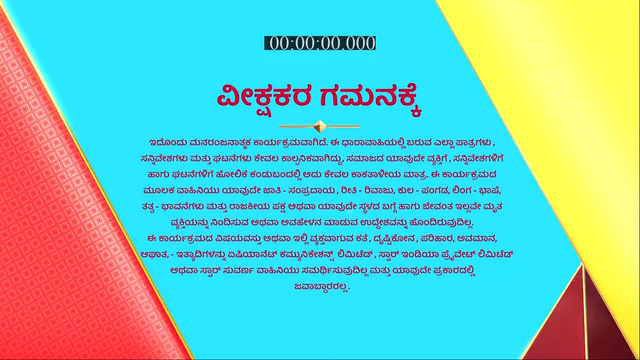 00:00:00.000
ವೀಕ್ಷಕರ ಗಮನಕ್ಕೆ
ಇದೊಂದು ಮನರಂಜನಾತ್ಮಕ ಕಾರ್ಯಕ್ರಮವಾಗಿದೆ. ಈ ಧಾರಾವಾಹಿಯಲ್ಲಿ ಬರುವ ಎಲ್ಲಾ ಪಾತ್ರಗಳು ,
ಸನ್ನಿವೇಶಗಳು ಮತ್ತು ಘಟನೆಗಳು ಕೇವಲ ಕಾಲ್ಪನಿಕವಾಗಿದ್ದು, ಸಮಾಜದ ಯಾವುದೇ ವ್ಯಕ್ತಿಗೆ , ಸನ್ನಿವೇಶಗಳಿಗೆ
ಹಾಗು ಘಟನೆಗಳಿಗೆ ಹೋಲಿಕೆ ಕಂಡುಬಂದಲ್ಲಿ ಅದು ಕೇವಲ ಕಾಕತಾಳೀಯ ಮಾತ್ರ. ಈ ಕಾರ್ಯಕ್ರಮದ
ಮೂಲಕ ವಾಹಿನಿಯು ಯಾವುದೇ ಜಾತಿ - ಸಂಪ್ರದಾಯ , ರೀತಿ - ರಿವಾಜು, ಕುಲ - ಪಂಗಡ, ಲಿಂಗ - ಭಾಷೆ,
ತತ್ವ - ಭಾವನೆಗಳು ಮತ್ತು ರಾಜಕೀಯ ಪಕ್ಷ ಅಥವಾ ಯಾವುದೇ ಸ್ಥಳದ ಬಗ್ಗೆ ಹಾಗು ಜೀವಂತ ಇಲ್ಲವೇ ಮೃತ
ವ್ಯಕ್ತಿಯನ್ನು ನಿಂದಿಸುವ ಅಥವಾ ಅವಹೇಳನ ಮಾಡುವ ಉದ್ದೇಶವನ್ನು ಹೊಂದಿರುವುದಿಲ್ಲ.
ಈ ಕಾರ್ಯಕ್ರಮದ ವಿಷಯವಸ್ತು ಅಥವಾ ಇಲ್ಲಿ ವ್ಯಕ್ತವಾಗುವ ಕತೆ , ದೃಷ್ಟಿಕೋನ , ಪರಿಹಾರ, ಅವಮಾನ,
ಆಘಾತ, - ಇತ್ಯಾದಿಗಳನ್ನು ಏಷಿಯಾನೆಟ್ ಕಮ್ಯುನಿಕೇಶನ್ಸ್ ಲಿಮಿಟೆಡ್ , ಸ್ಟಾರ್ ಇಂಡಿಯಾ ಪ್ರೈವೇಟ್ ಲಿಮಿಟೆಡ್
ಅಥವಾ ಸ್ಟಾರ್ ಸುವರ್ಣ ವಾಹಿನಿಯು ಸಮರ್ಥಿಸುವುದಿಲ್ಲ ಮತ್ತು ಯಾವುದೇ ಪ್ರಕಾರದಲ್ಲಿ
ಜವಾಬ್ದಾರರಲ್ಲ.